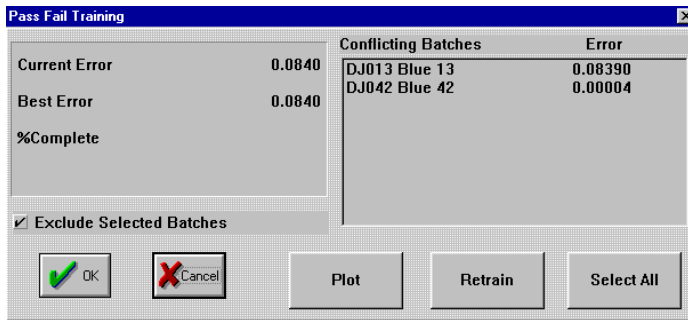 Pass Fail Training
Current Error 0.0840
Best Error 0.0840
%Complete
Conflicting Batches Error
DJ013 Blue 13 0.08390
DJ042 Blue 42 0.00004
Exclude Selected Batches
OK
Cancel
Plot
Retrain
Select All